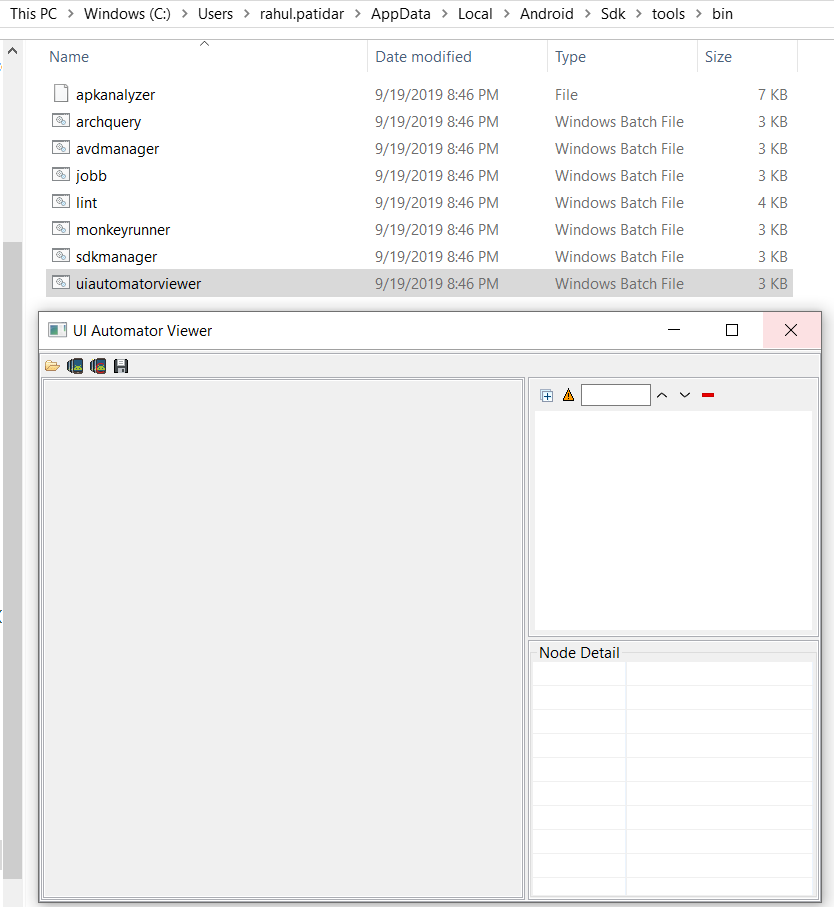 This PC > Windows (C:) > Users > rahul.patidar > AppData > Local > Android > Sdk > tools > bin
Name Date modified Type Size
apkanalyzer 9/19/2019 8:46 PM File 7 KB
archquery 9/19/2019 8:46 PM Windows Batch File 3 KB
avdmanager 9/19/2019 8:46 PM Windows Batch File 3 KB
jobb 9/19/2019 8:46 PM Windows Batch File 3 KB
lint 9/19/2019 8:46 PM Windows Batch File 4 KB
monkeyrunner 9/19/2019 8:46 PM Windows Batch File 3 KB
sdkmanager 9/19/2019 8:46 PM Windows Batch File 3 KB
uiautomatorviewer 9/19/2019 8:46 PM Windows Batch File 3 KB
UI Automator Viewer
Node Detail